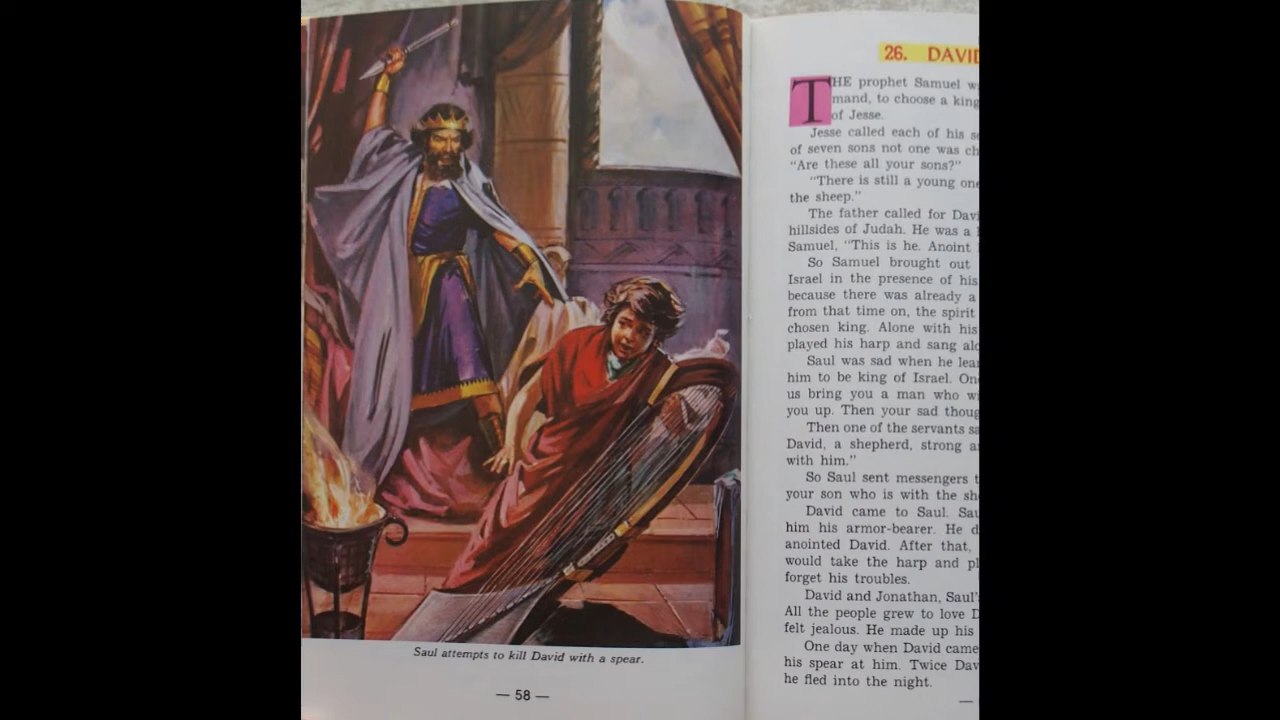 Saul attempts to kill David with a spear.
— 58 —
26. DAVID
THE prophet Samuel
mand, to choose a king
of Jesse.
Jesse called each of his
of seven sons not one was
"Are these all your sons?"
"There is still a young one
the sheep."
The father called for
hillsides of Judah. He was a
Samuel, "This is he. Anoint
So Samuel brought out
Israel in the presence of his
because there was already a
from that time on, the spirit
chosen king. Alone with his
played his harp and sang
Saul was sad when he
him to be king of Israel.
us bring you a man who
you up. Then your sad
Then one of the servants
David, a shepherd, strong
with him."
So Saul sent messengers
your son who is with the
David came to Saul.
him his armor-bearer. He
anointed David. After that,
would take the harp and
forget his troubles.
David and Jonathan, Saul's
All the people grew to love
felt jealous. He made up his
One day when David came
his spear at him. Twice
he fled into the night.
—